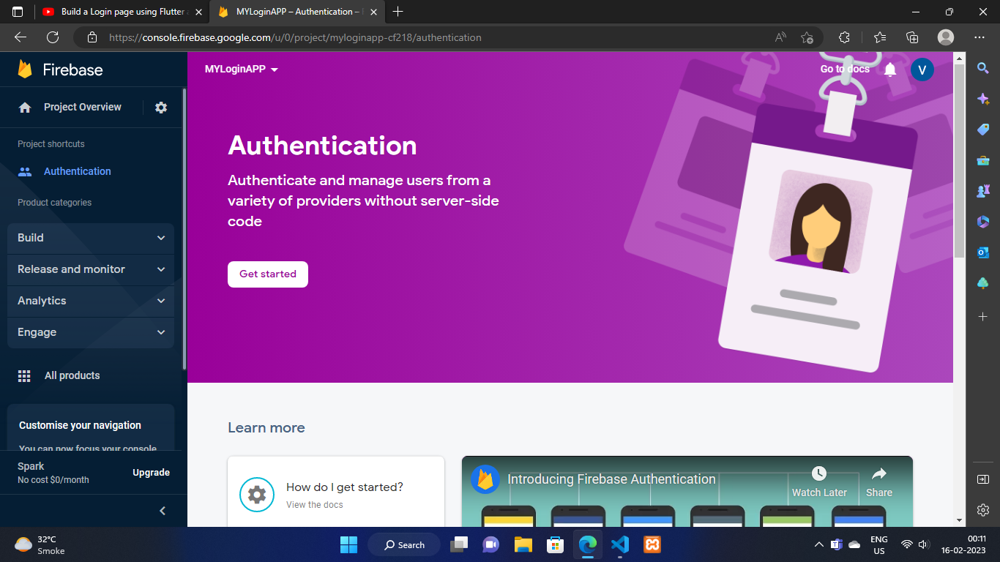 Build a Login page using Flutter a
MYLoginAPP – Authentication – F
https://console.firebase.google.com/u/0/project/myloginapp-cf218/authentication
Firebase
Project Overview
Project shortcuts
Authentication
Product categories
Build
Release and monitor
Analytics
Engage
All products
Customise your navigation
You can now focus your console
Spark
No cost $0/month
Upgrade
MYLoginAPP
Go to docs
V
Authentication
Authenticate and manage users from a
variety of providers without server-side
code
Get started
Learn more
How do I get started?
View the docs
Introducing Firebase Authentication
Watch Later
Share
32°C
Smoke
Search
ENG
US
00:11
16-02-2023